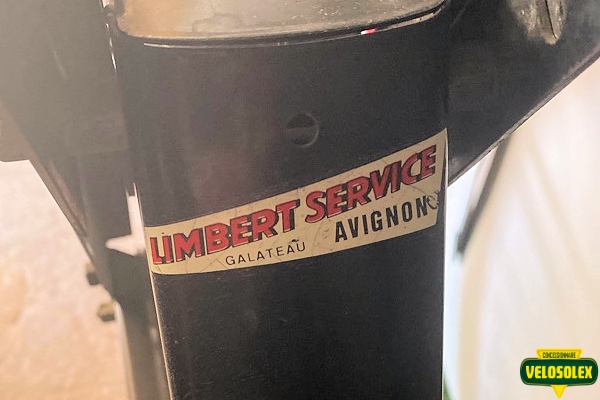 LIMBERT SERVICE
GALATEAU AVIGNON
CONCESSIONNAIRE
VELOSOLEX